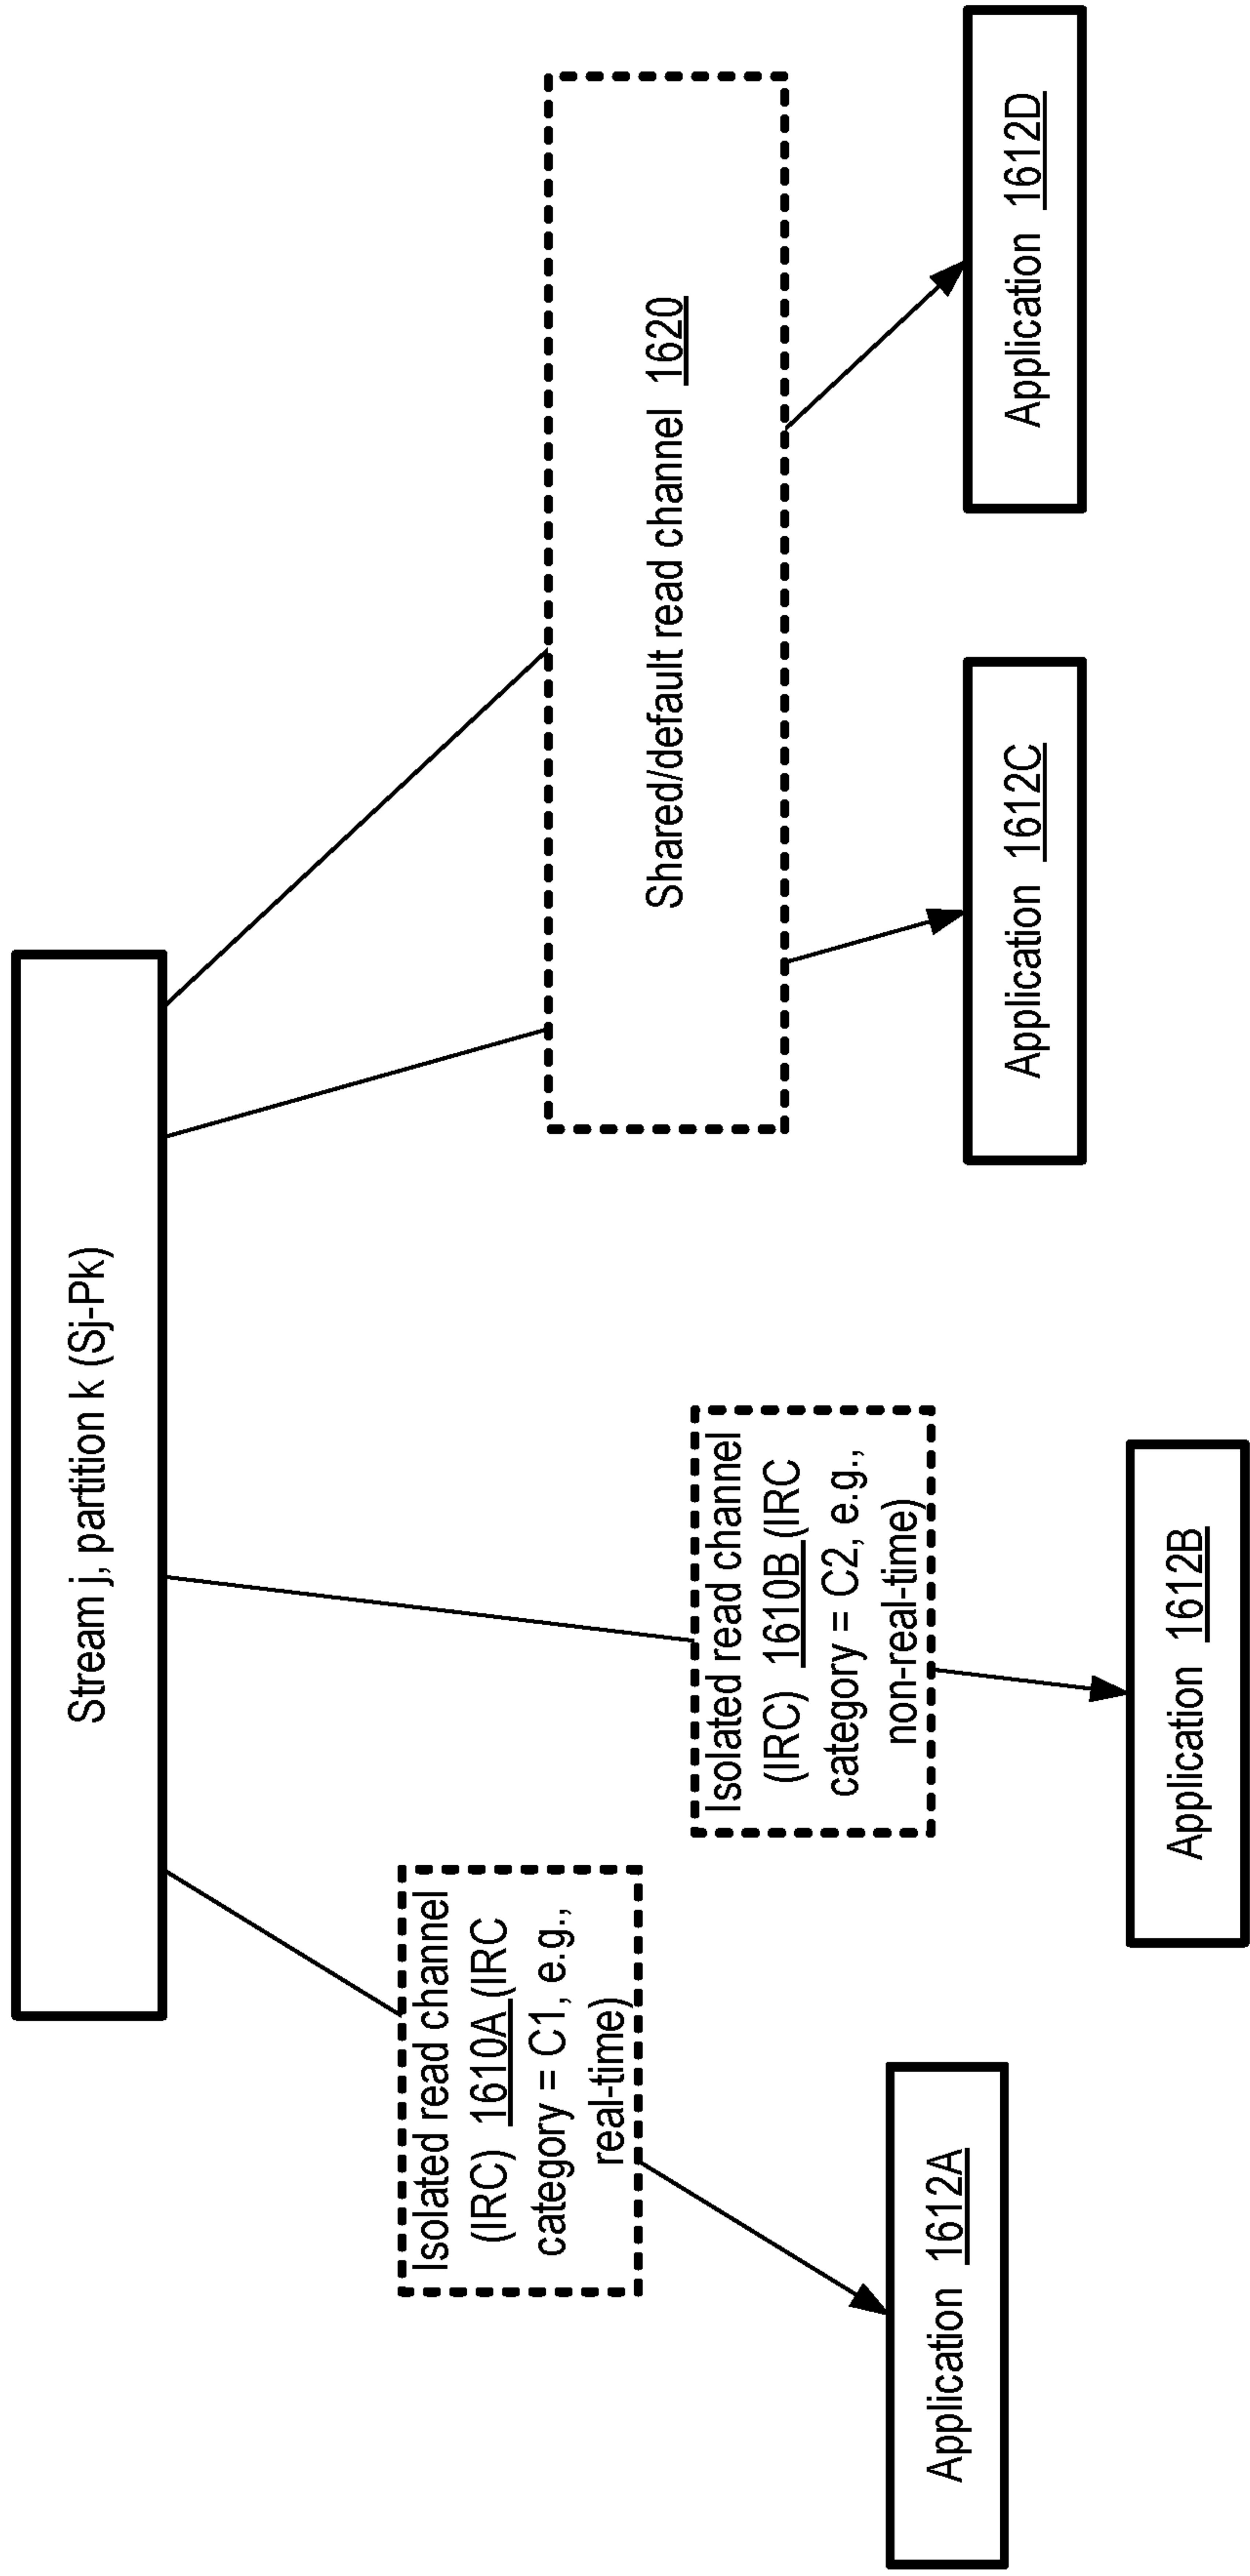 Stream j, partition k (Sj-Pk)
Isolated read channel
(IRC) 1610A (IRC
category = C1, e.g.,
real-time)
Isolated read channel
(IRC) 1610B (IRC
category = C2, e.g.,
non-real-time)
Shared/default read channel 1620
Application 1612A
Application 1612B
Application 1612C
Application 1612D